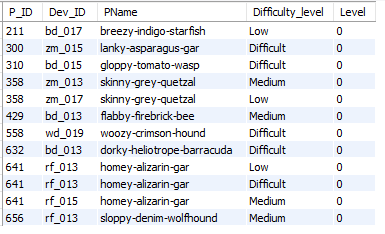 P_ID Dev_ID PName Difficulty_level Level
211 bd_017 breezy-indigo-starfish Low 0
300 zm_015 lanky-asparagus-gar Difficult 0
310 bd_015 gloppy-tomato-wasp Difficult 0
358 zm_013 skinny-grey-quetzal Medium 0
358 zm_017 skinny-grey-quetzal Low 0
429 bd_013 flabby-firebrick-bee Medium 0
558 wd_019 woozy-crimson-hound Difficult 0
632 bd_013 dorky-heliotrope-barracuda Difficult 0
641 rf_013 homey-alizarin-gar Low 0
641 rf_013 homey-alizarin-gar Difficult 0
641 rf_015 homey-alizarin-gar Medium 0
656 rf_013 sloppy-denim-wolfhound Medium 0